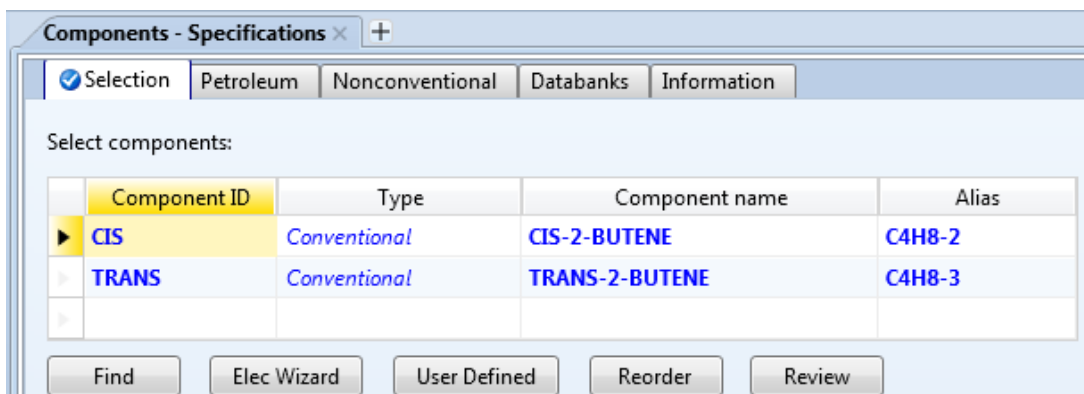 Components - Specifications × +
Selection Petroleum Nonconventional Databanks Information
Select components:
Component ID Type Component name Alias
CIS Conventional CIS-2-BUTENE C4H8-2
TRANS Conventional TRANS-2-BUTENE C4H8-3
Find Elec Wizard User Defined Reorder Review